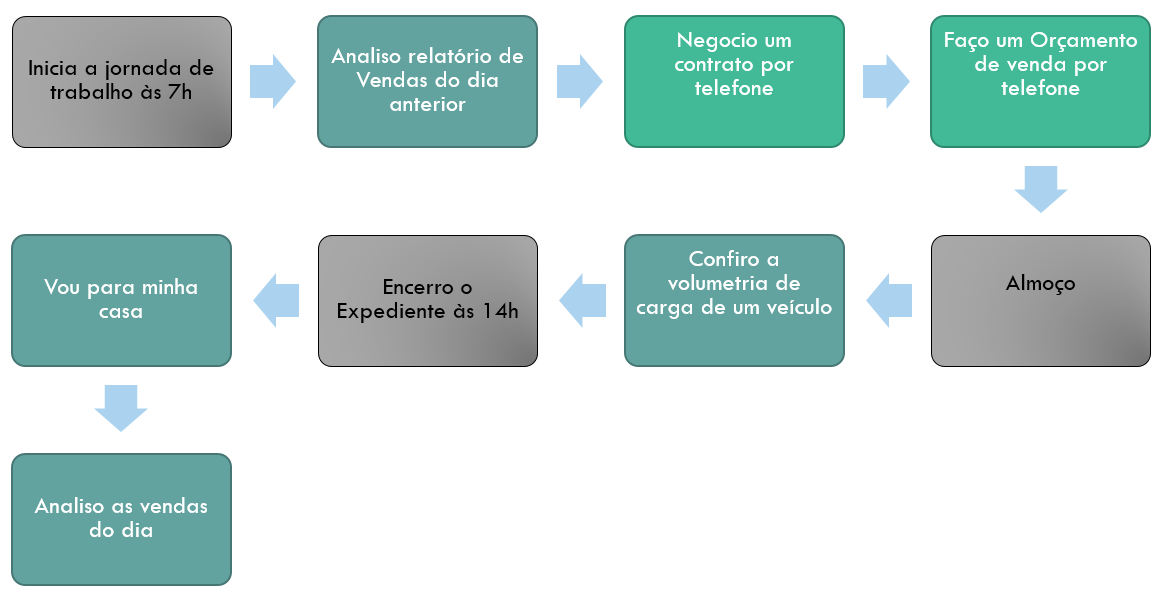 Inicia a jornada de
trabalho às 7h
Analiso relatório de
Vendas do dia
anterior
Negocio um
contrato por
telefone
Faço um Orçamento
de venda por
telefone
Almoço
Confiro a
volumetria de
carga de um veículo
Encerro o
Expediente às 14h
Vou para minha
casa
Analiso as vendas
do dia